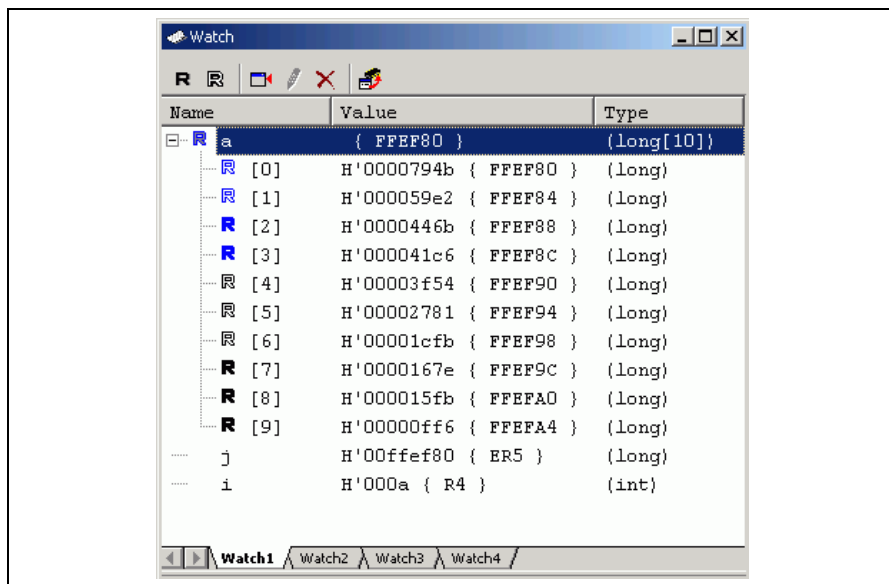 Watch
R R
Name Value Type
R a { FFEF80 } (long[10])
R [0] H'0000794b { FFEF80 } (long)
R [1] H'000059e2 { FFEF84 } (long)
R [2] H'0000446b { FFEF88 } (long)
R [3] H'000041c6 { FFEF8C } (long)
R [4] H'00003f54 { FFEF90 } (long)
R [5] H'00002781 { FFEF94 } (long)
R [6] H'00001cfb { FFEF98 } (long)
R [7] H'0000167e { FFEF9C } (long)
R [8] H'000015fb { FFEFA0 } (long)
R [9] H'00000ff6 { FFEFA4 } (long)
j H'00ffef80 { ER5 } (long)
i H'000a { R4 } (int)
Watch1 Watch2 Watch3 Watch4